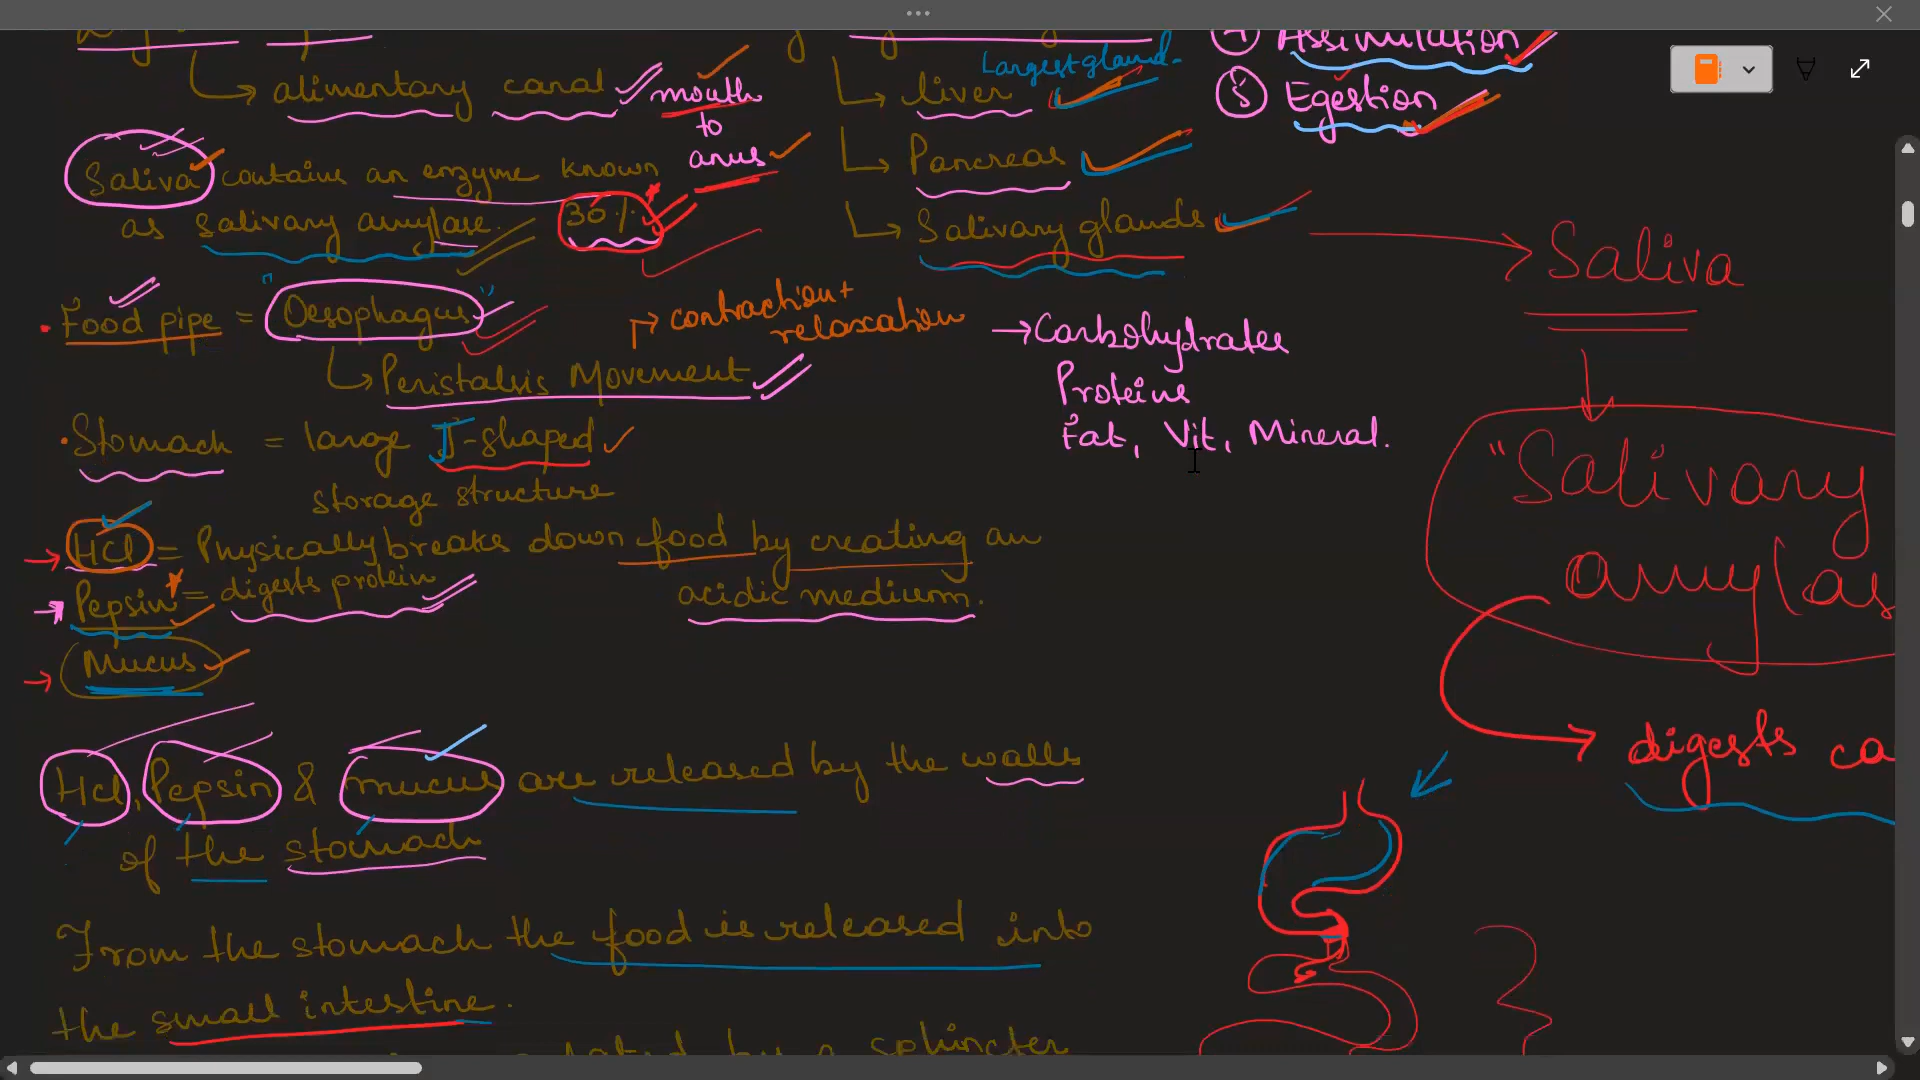 alimentary canal mouth to anus
Saliva contains an enzyme known
as salivary amylase. 30%
Largest gland.
liver
Pancreas
Salivary glands
④ Assimilation
⑤ Egestion
Saliva
"Salivary
digests
• Food pipe = "Oesophagus"
contraction +
relaxation
Peristalsis Movement
→ Carbohydrates
Proteins
Fat, Vit, Mineral.
• Stomach = large J-shaped
storage structure
→ HCl = Physically breaks down food by creating an
acidic medium.
→ Pepsin = digests protein
→ Mucus
Hcl, Pepsin & mucus are released by the walls
of the stomach
From the stomach the food is released into
the small intestine.
by a sphincter